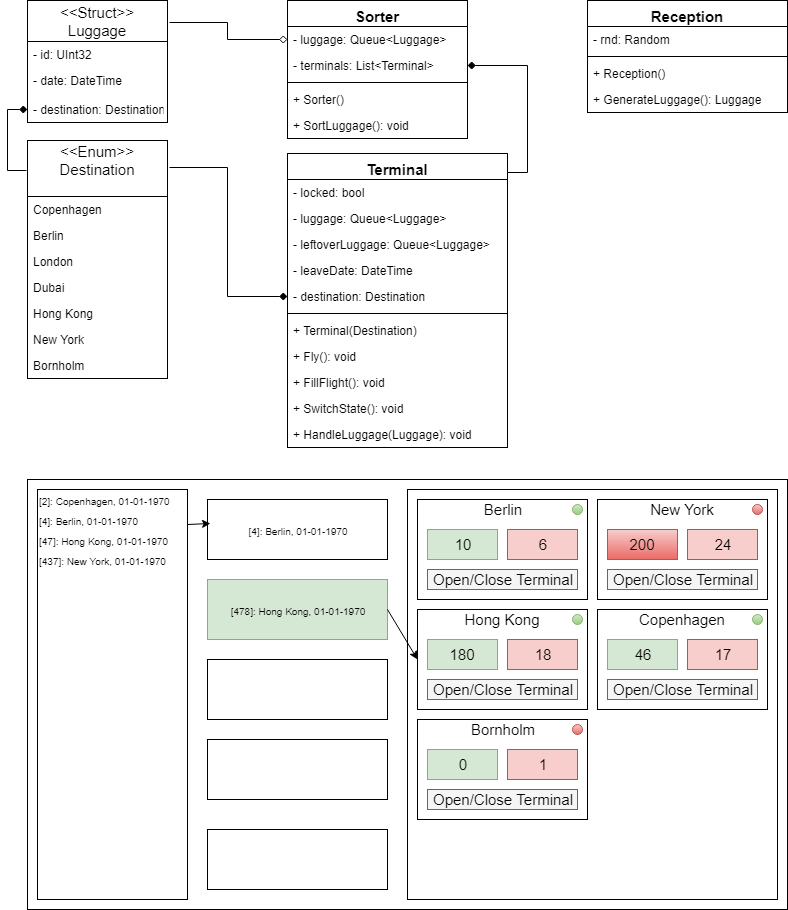 <<Struct>>
Luggage
- id: UInt32
- date: DateTime
- destination: Destination
<<Enum>>
Destination
Copenhagen
Berlin
London
Dubai
Hong Kong
New York
Bornholm
Sorter
- luggage: Queue<Luggage>
- terminals: List<Terminal>
+ Sorter()
+ SortLuggage(): void
Terminal
- locked: bool
- luggage: Queue<Luggage>
- leftoverLuggage: Queue<Luggage>
- leaveDate: DateTime
- destination: Destination
+ Terminal(Destination)
+ Fly(): void
+ FillFlight(): void
+ SwitchState(): void
+ HandleLuggage(Luggage): void
Reception
- rnd: Random
+ Reception()
+ GenerateLuggage(): Luggage
[2]: Copenhagen, 01-01-1970
[4]: Berlin, 01-01-1970
[47]: Hong Kong, 01-01-1970
[437]: New York, 01-01-1970
[4]: Berlin, 01-01-1970
[478]: Hong Kong, 01-01-1970
Berlin
10
6
Open/Close Terminal
New York
200
24
Open/Close Terminal
Hong Kong
180
18
Open/Close Terminal
Copenhagen
46
17
Open/Close Terminal
Bornholm
0
1
Open/Close Terminal